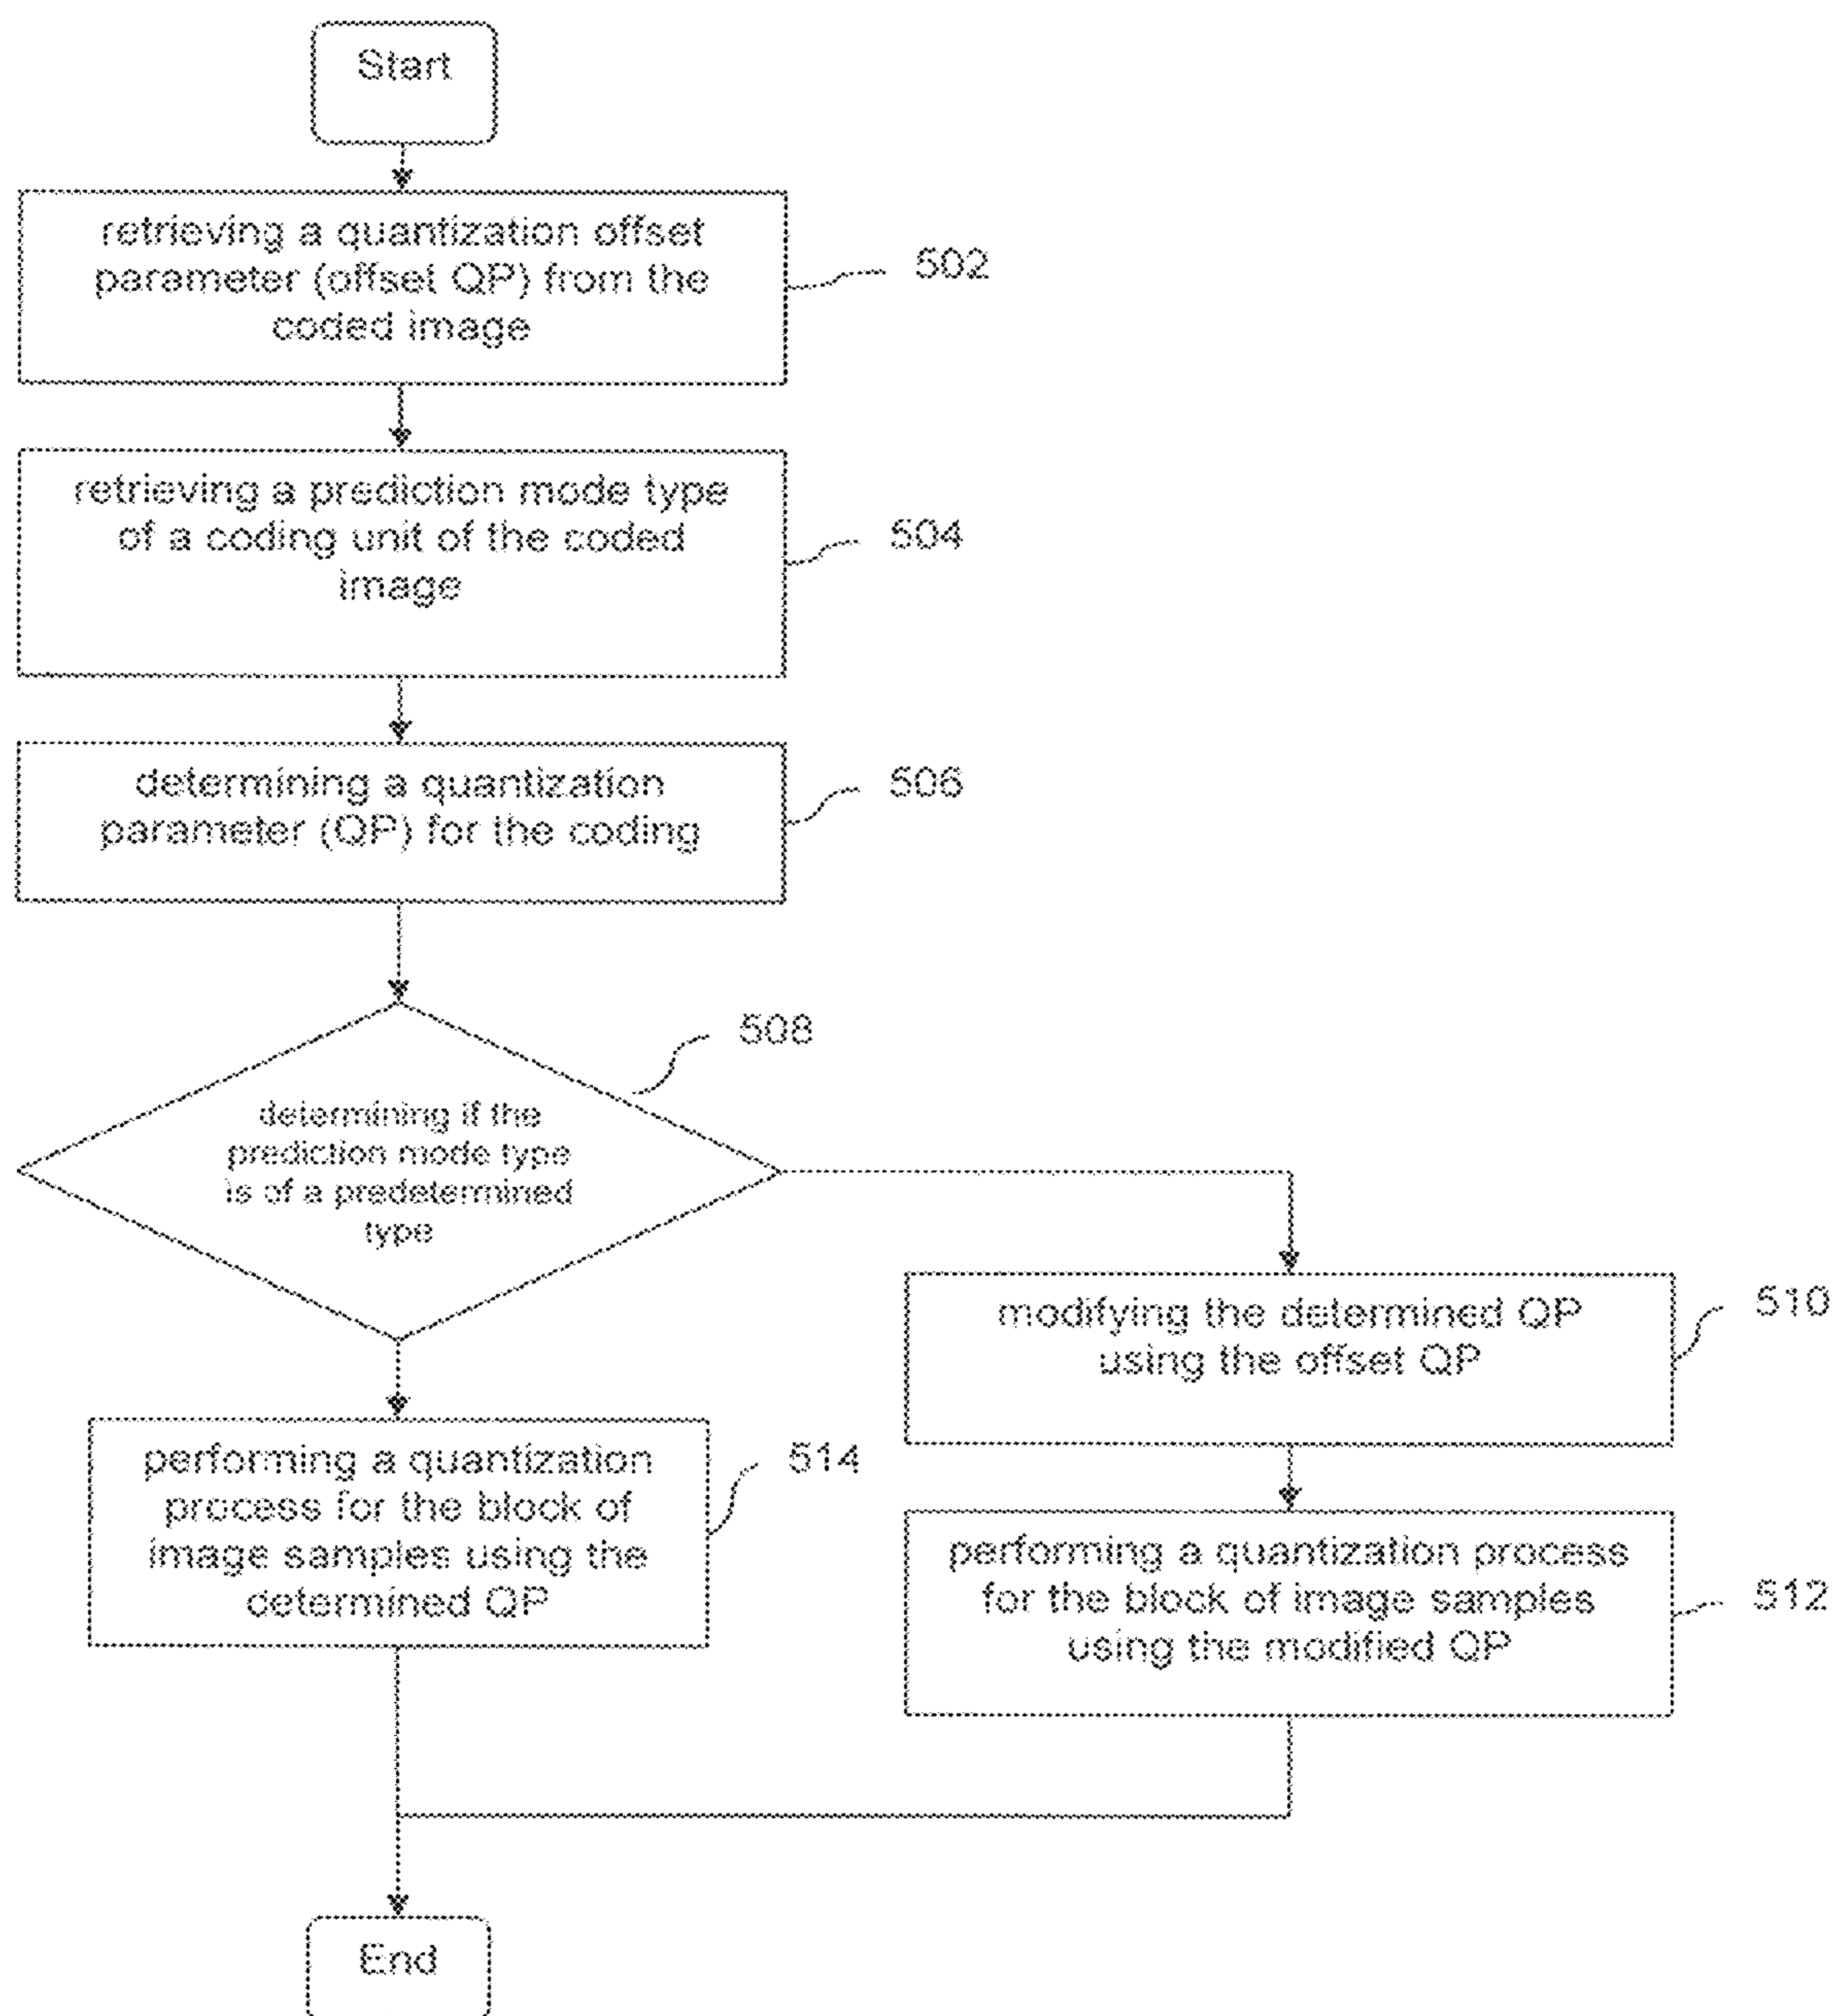 Start
retrieving a quantization offset
parameter (offset QP) from the
coded image
502
retrieving a prediction mode type
of a coding unit of the coded
image
504
determining a quantization
parameter (QP) for the coding
506
508
determining if the
prediction mode type
is of a predetermined
type
modifying the determined QP
using the offset QP
510
performing a quantization
process for the block of
image samples using the
determined QP
514
performing a quantization process
for the block of image samples
using the modified QP
512
End